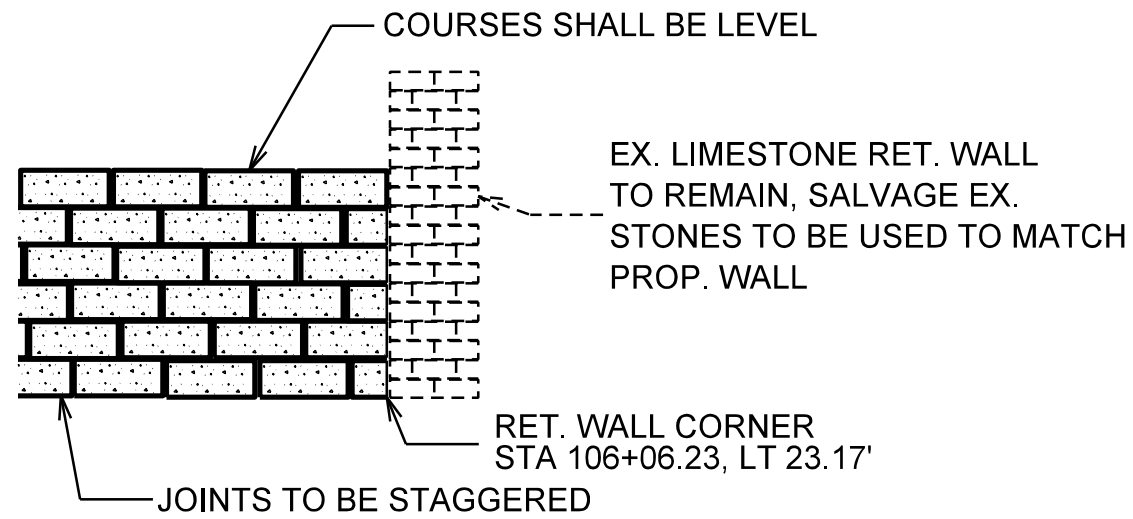 COURSES SHALL BE LEVEL
EX. LIMESTONE RET. WALL
TO REMAIN, SALVAGE EX.
STONES TO BE USED TO MATCH
PROP. WALL
RET. WALL CORNER
STA 106+06.23, LT 23.17'
JOINTS TO BE STAGGERED